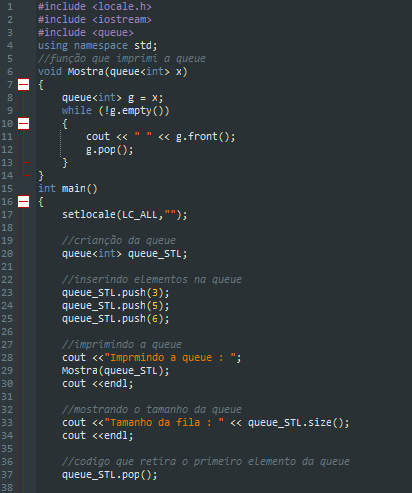 1 #include <locale.h>
2 #include <iostream>
3 #include <queue>
4 using namespace std;
5 //função que imprimi a queue
6 void Mostra(queue<int> x)
7 {
8 queue<int> g = x;
9 while (!g.empty())
10 {
11 cout << " " << g.front();
12 g.pop();
13 }
14 }
15 int main()
16 {
17 setlocale(LC_ALL,"");
18
19 //criançao da queue
20 queue<int> queue_STL;
21
22 //inserindo elementos na queue
23 queue_STL.push(3);
24 queue_STL.push(5);
25 queue_STL.push(6);
26
27 //imprimindo a queue
28 cout <<"Imprmindo a queue : ";
29 Mostra(queue_STL);
30 cout <<endl;
31
32 //mostrando o tamanho da queue
33 cout <<"Tamanho da fila : " << queue_STL.size();
34 cout <<endl;
35
36 //codigo que retira o primeiro elemento da queue
37 queue_STL.pop();
38